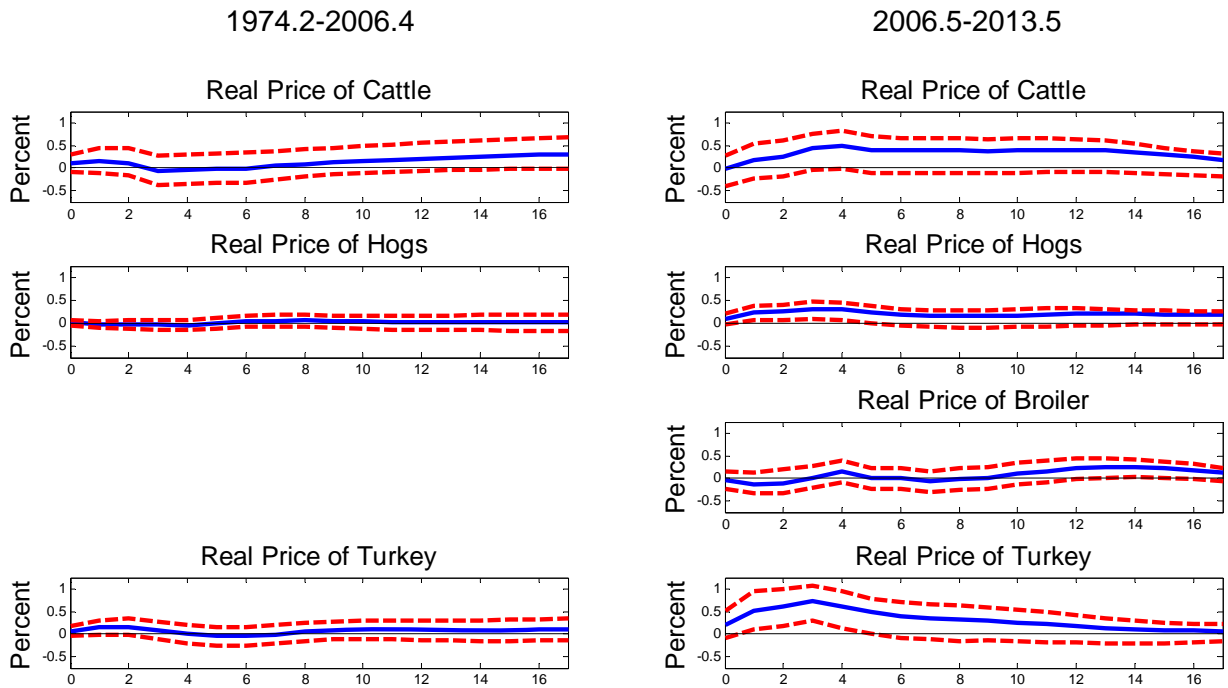 1974.2-2006.4
2006.5-2013.5
Real Price of Cattle
Percent
1
0.5
0
-0.5
0 2 4 6 8 10 12 14 16
Real Price of Cattle
Percent
1
0.5
0
-0.5
0 2 4 6 8 10 12 14 16
Real Price of Hogs
Percent
1
0.5
0
-0.5
0 2 4 6 8 10 12 14 16
Real Price of Hogs
Percent
1
0.5
0
-0.5
0 2 4 6 8 10 12 14 16
Real Price of Broiler
Percent
1
0.5
0
-0.5
0 2 4 6 8 10 12 14 16
Real Price of Turkey
Percent
1
0.5
0
-0.5
0 2 4 6 8 10 12 14 16
Real Price of Turkey
Percent
1
0.5
0
-0.5
0 2 4 6 8 10 12 14 16